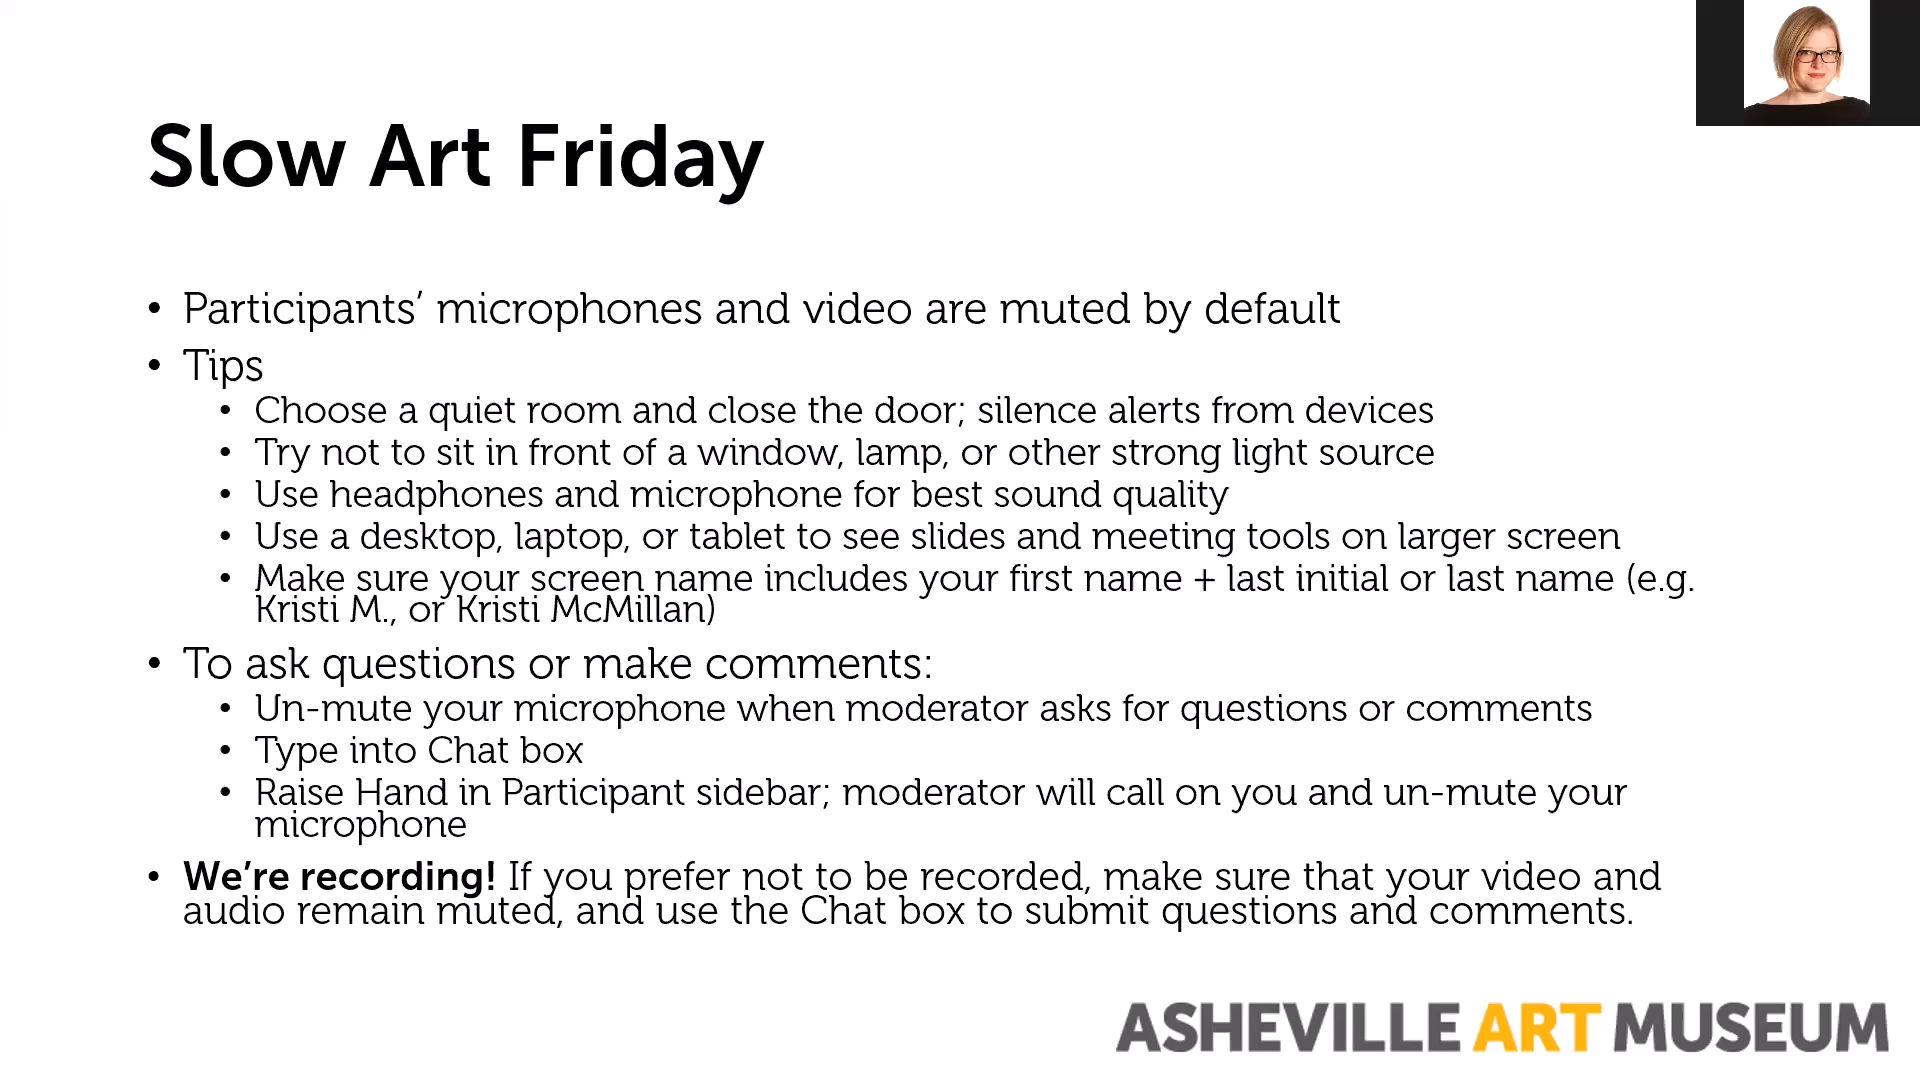 Slow Art Friday
• Participants’ microphones and video are muted by default
• Tips
• Choose a quiet room and close the door; silence alerts from devices
• Try not to sit in front of a window, lamp, or other strong light source
• Use headphones and microphone for best sound quality
• Use a desktop, laptop, or tablet to see slides and meeting tools on larger screen
• Make sure your screen name includes your first name + last initial or last name (e.g.
Kristi M., or Kristi McMillan)
• To ask questions or make comments:
• Un-mute your microphone when moderator asks for questions or comments
• Type into Chat box
• Raise Hand in Participant sidebar; moderator will call on you and un-mute your
microphone
• We’re recording! If you prefer not to be recorded, make sure that your video and
audio remain muted, and use the Chat box to submit questions and comments.
ASHEVILLE ART MUSEUM